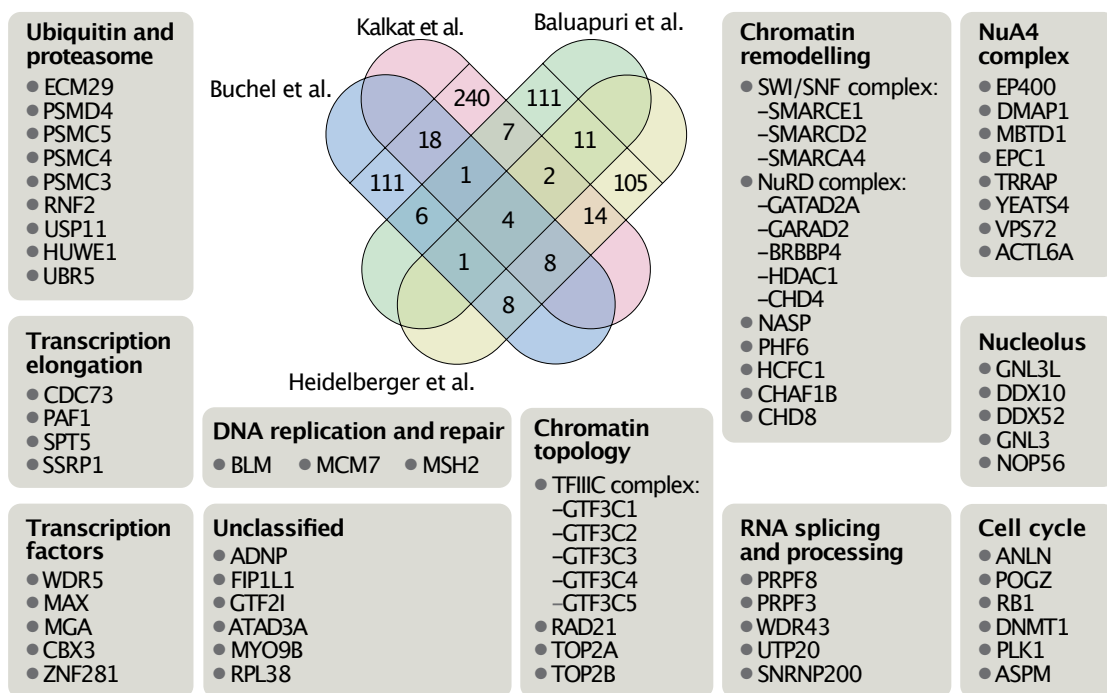 Ubiquitin and
proteasome
ECM29
PSMD4
PSMC5
PSMC4
PSMC3
RNF2
USP11
HUWE1
UBR5
Kalkat et al.
Baluapuri et al.
Buchel et al.
Heidelberger et al.
240
111
18
7
11
111
1
2
105
6
4
14
1
8
8
Chromatin
remodelling
SWI/SNF complex:
–SMARCE1
–SMARCD2
–SMARCA4
NuRD complex:
–GATAD2A
–GARAD2
–BRBBP4
–HDAC1
–CHD4
NASP
PHF6
HCFC1
CHAF1B
CHD8
NuA4
complex
EP400
DMAP1
MBTD1
EPC1
TRRAP
YEATS4
VPS72
ACTL6A
Transcription
elongation
CDC73
PAF1
SPT5
SSRP1
DNA replication and repair
BLM MCM7 MSH2
Chromatin
topology
TFIIIC complex:
–GTF3C1
–GTF3C2
–GTF3C3
–GTF3C4
–GTF3C5
RAD21
TOP2A
TOP2B
Nucleolus
GNL3L
DDX10
DDX52
GNL3
NOP56
Transcription
factors
WDR5
MAX
MGA
CBX3
ZNF281
Unclassified
ADNP
FIP1L1
GTF2I
ATAD3A
MYO9B
RPL38
RNA splicing
and processing
PRPF8
PRPF3
WDR43
UTP20
SNRNP200
Cell cycle
ANLN
POGZ
RB1
DNMT1
PLK1
ASPM